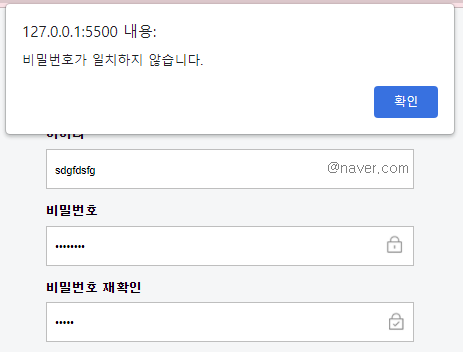 127.0.0.1:5500 내용:
비밀번호가 일치하지 않습니다.
확인
아이디
sdgfdsfg @naver.com
비밀번호
••••••••
비밀번호 재확인
•••••